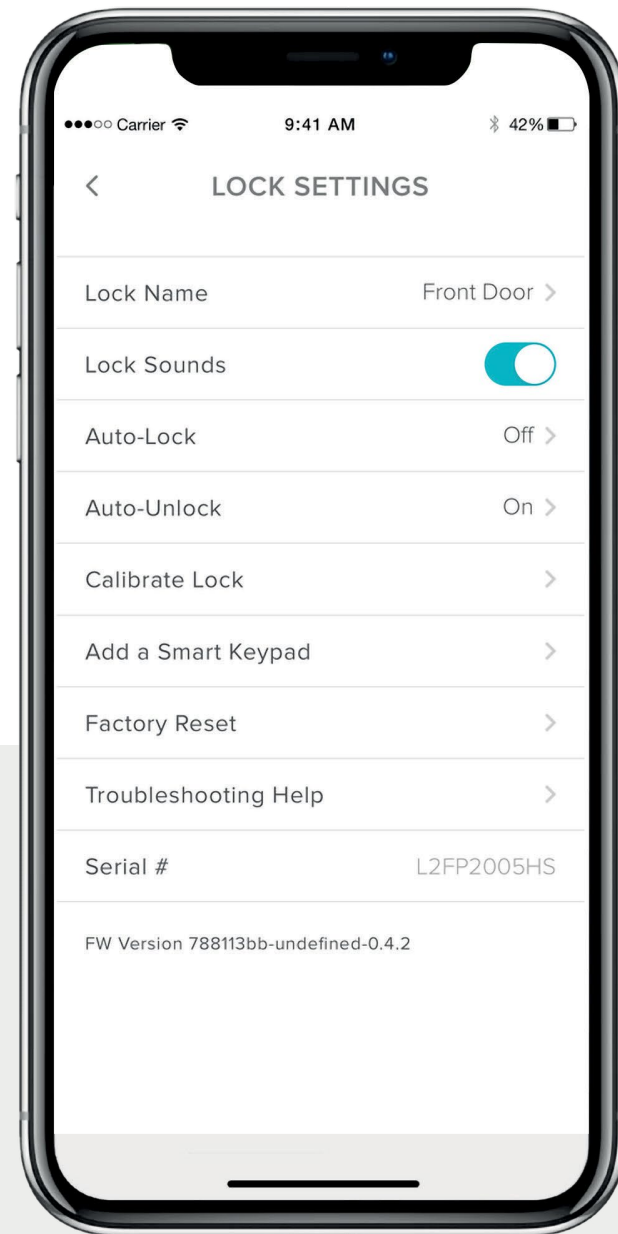 ●●●○○ Carrier 9:41 AM 42%
LOCK SETTINGS
Lock Name Front Door
Lock Sounds
Auto-Lock Off
Auto-Unlock On
Calibrate Lock
Add a Smart Keypad
Factory Reset
Troubleshooting Help
Serial # L2FP2005HS
FW Version 788113bb-undefined-0.4.2